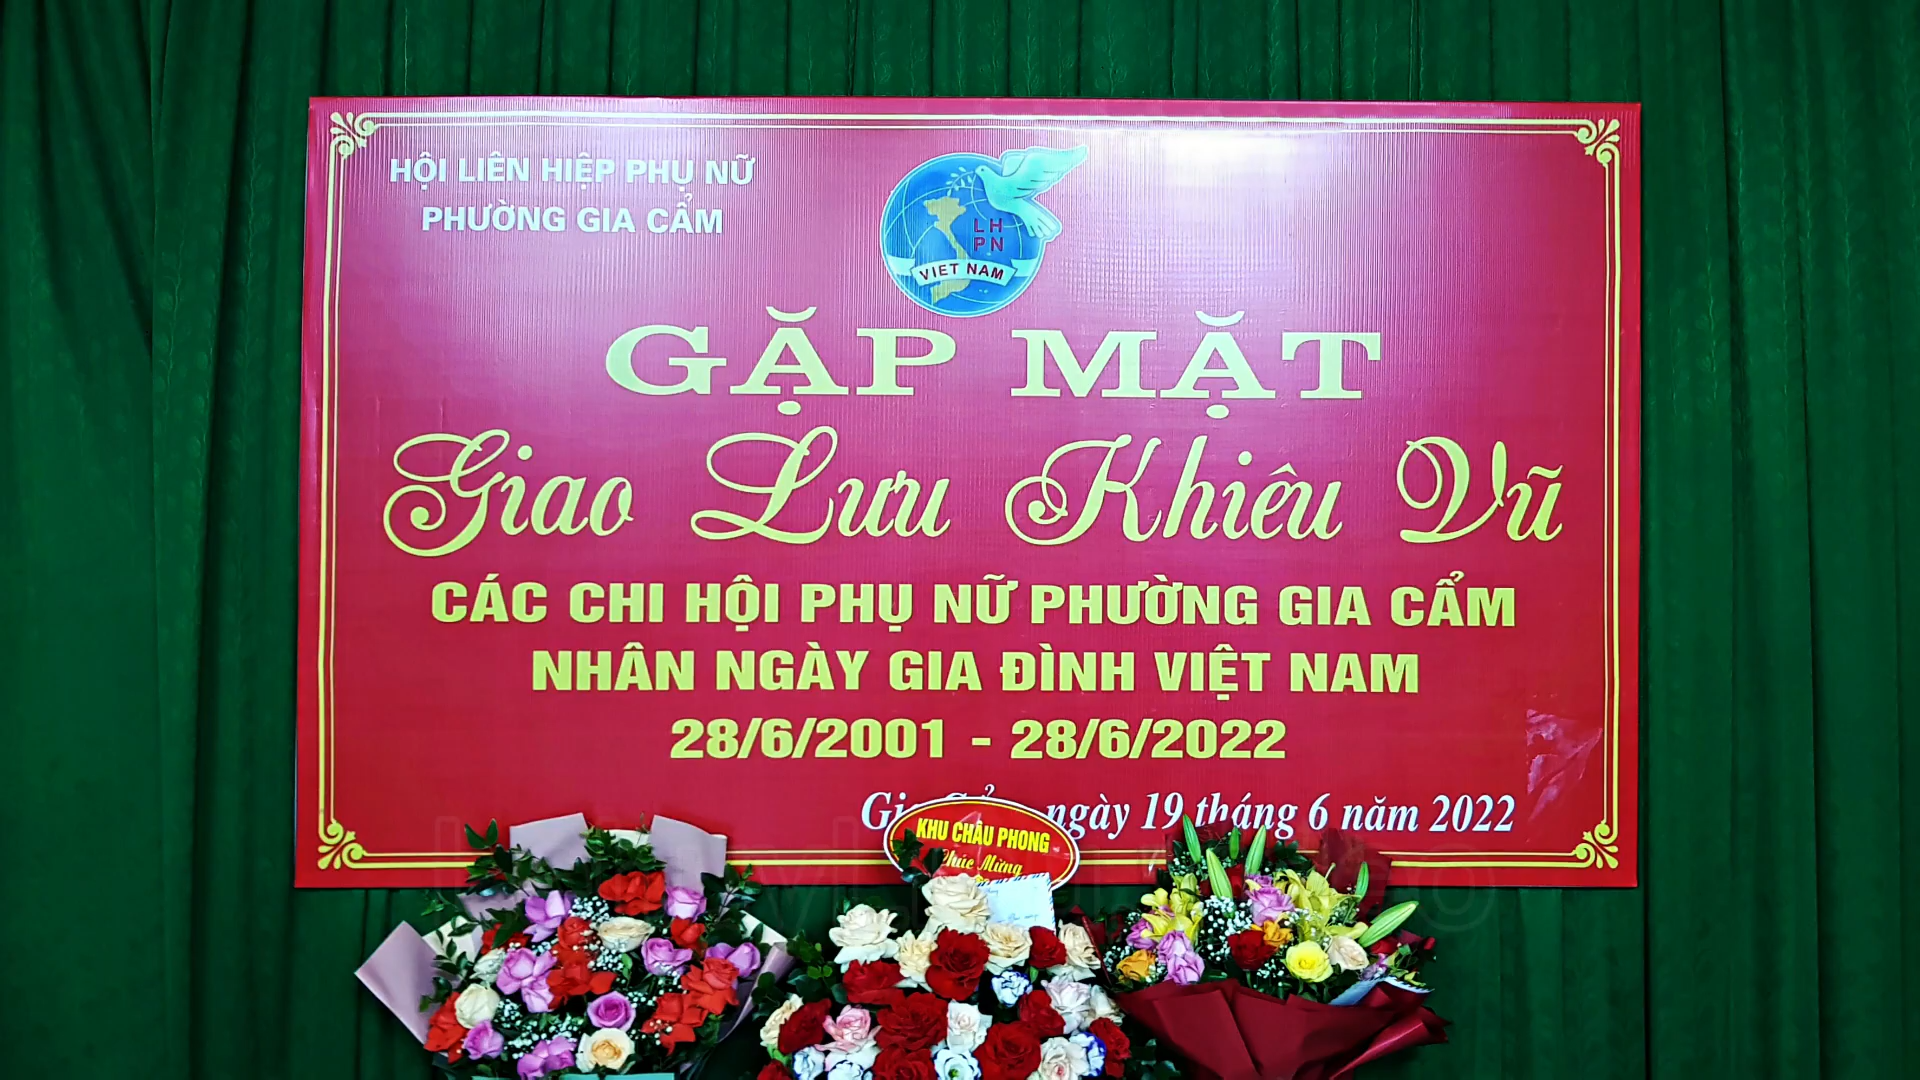 HỘI LIÊN HIỆP PHỤ NỮ
PHƯỜNG GIA CẨM
LH
PN
VIET NAM
GẶP MẶT
Giao Lưu Khiêu Vũ
CÁC CHI HỘI PHỤ NỮ PHƯỜNG GIA CẨM
NHÂN NGÀY GIA ĐÌNH VIỆT NAM
28/6/2001 - 28/6/2022
ngày 19 tháng 6 năm 2022
KHU CHÂU PHONG
Chúc Mừng